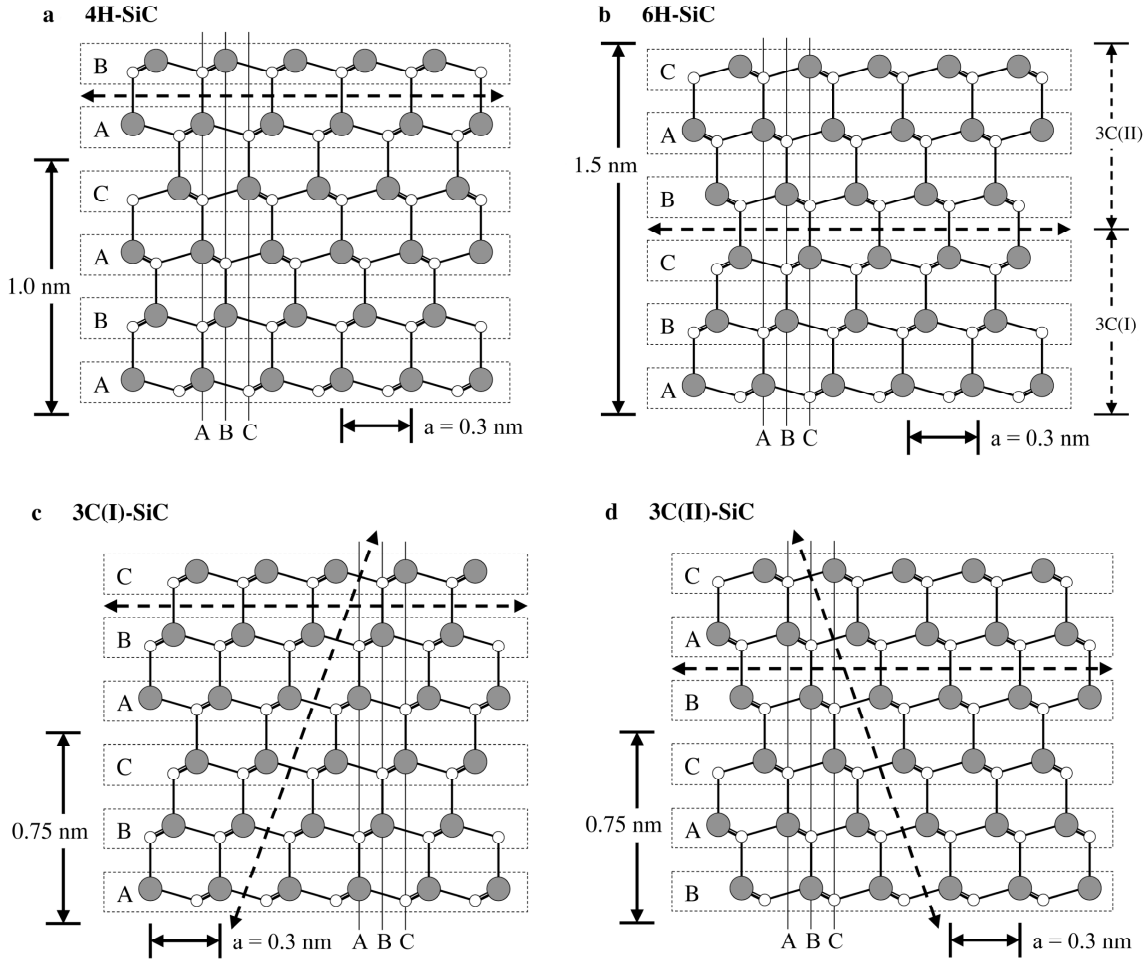 a 4H-SiC
B
A
C
A
B
A
1.0 nm
A B C
a = 0.3 nm
b 6H-SiC
C
A
B
C
B
A
1.5 nm
3C(II)
3C(I)
A B C
a = 0.3 nm
c 3C(I)-SiC
C
B
A
C
B
A
0.75 nm
a = 0.3 nm
A B C
d 3C(II)-SiC
C
A
B
C
A
B
0.75 nm
A B C
a = 0.3 nm